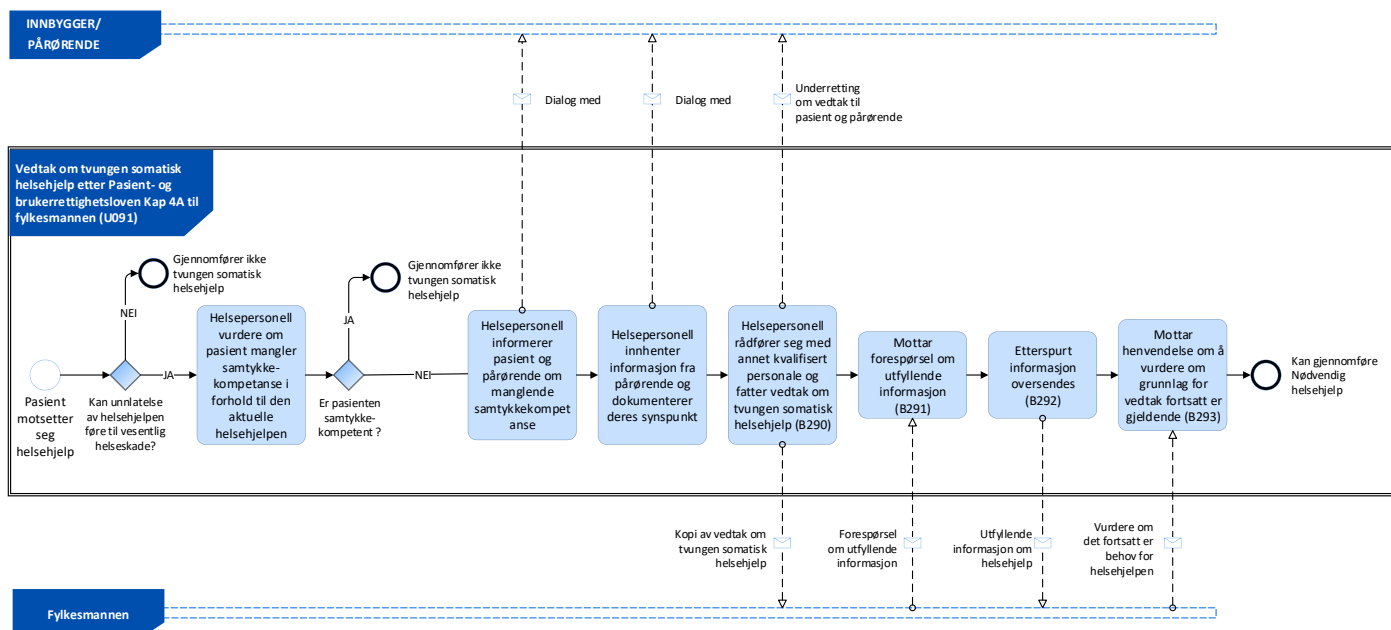 INNBYGGER/
PÅRØRENDE
Dialog med
Dialog med
Underretting
om vedtak til
pasient og pårørende
Vedtak om tvungen somatisk
helsehjelp etter Pasient- og
brukerrettighetsloven Kap 4A til
fylkesmannen (U091)
Gjennomfører ikke
tvungen somatisk
helsehjelp
Gjennomfører ikke
tvungen somatisk
helsehjelp
NEI
JA
Pasient
motsetter
seg
helsehjelp
JA
Kan unnlatelse
av helsehjelpen
føre til vesentlig
helseskade?
Helsepersonell
vurdere om
pasient mangler
samtykke-
kompetanse i
forhold til den
aktuelle
helsehjelpen
NEI
Er pasienten
samtykke-
kompetent ?
Helsepersonell
informerer
pasient og
pårørende om
manglende
samtykkekompet
anse
Helsepersonell
innhenter
informasjon fra
pårørende og
dokumenterer
deres synspunkt
Helsepersonell
rådfører seg med
annet kvalifisert
personale og
fatter vedtak om
tvungen somatisk
helsehjelp (B290)
Mottar
forespørsel om
utfyllende
informasjon
(B291)
Etterspurt
informasjon
oversendes
(B292)
Mottar
henvendelse om å
vurdere om
grunnlag for
vedtak fortsatt er
gjeldende (B293)
Kan gjennomføre
Nødvendig
helsehjelp
Kopi av vedtak om
tvungen somatisk
helsehjelp
Forespørsel
om utfyllende
informasjon
Utfyllende
informasjon om
helsehjelp
Vurdere om
det fortsatt er
behov for
helsehjelpen
Fylkesmannen